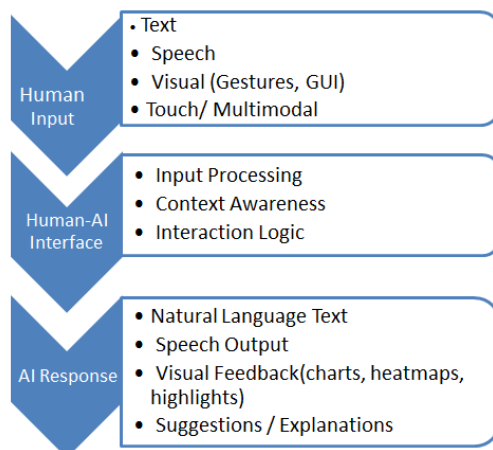 Human
Input
• Text
• Speech
• Visual (Gestures, GUI)
• Touch/ Multimodal
Human-AI
Interface
• Input Processing
• Context Awareness
• Interaction Logic
AI Response
• Natural Language Text
• Speech Output
• Visual Feedback(charts, heatmaps,
highlights)
• Suggestions / Explanations